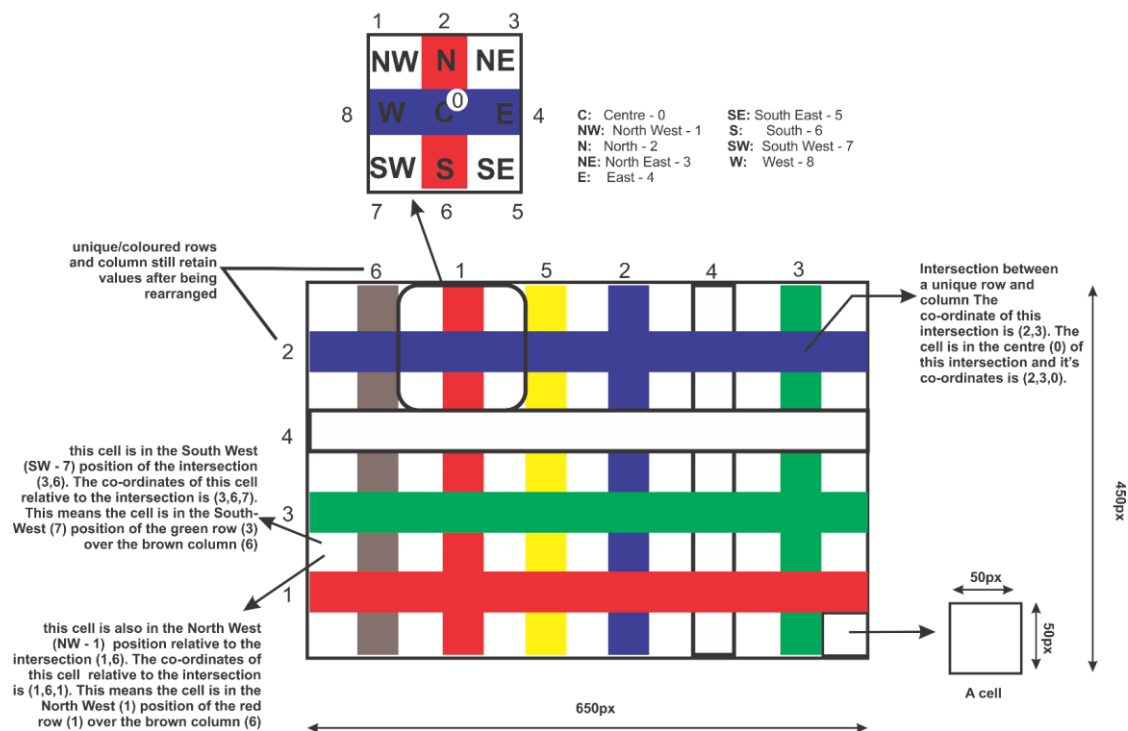 1 2 3
NW N NE
0
8 W C E 4
SW S SE
7 6 5
C: Centre - 0
NW: North West - 1
N: North - 2
NE: North East - 3
E: East - 4
SE: South East - 5
S: South - 6
SW: South West - 7
W: West - 8
unique/coloured rows
and column still retain
values after being
rearranged
6 1 5 2 4 3
2
4
3
1
Intersection between
a unique row and
column The
co-ordinate of this
intersection is (2,3). The
cell is in the centre (0) of
this intersection and it's
co-ordinates is (2,3,0).
this cell is in the South West
(SW - 7) position of the intersection
(3,6). The co-ordinates of this cell
relative to the intersection is (3,6,7).
This means the cell is in the South-
West (7) position of the green row (3)
over the brown column (6)
this cell is also in the North West
(NW - 1) position relative to the
intersection (1,6). The co-ordinates of
this cell relative to the intersection
is (1,6,1). This means the cell is in the
North West (1) position of the red
row (1) over the brown column (6)
450px
50px
50px
A cell
650px